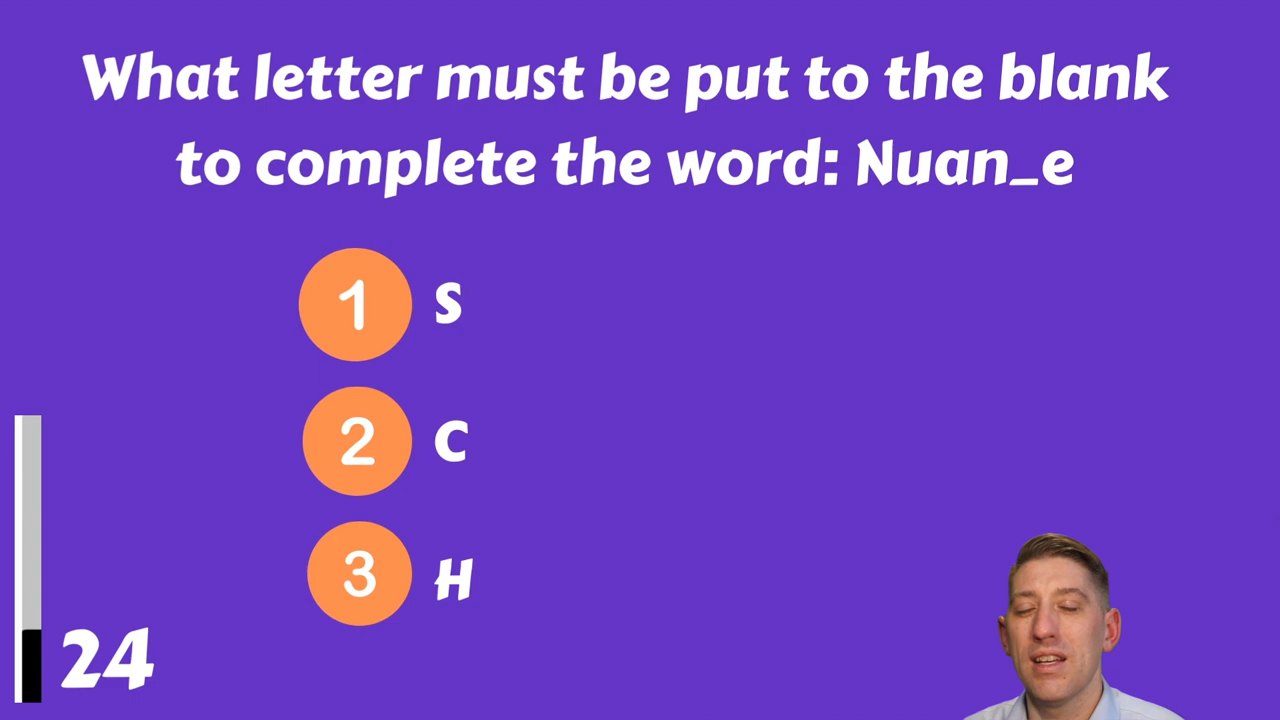 What letter must be put to the blank
to complete the word: Nuan_e
1 S
2 C
3 H
24